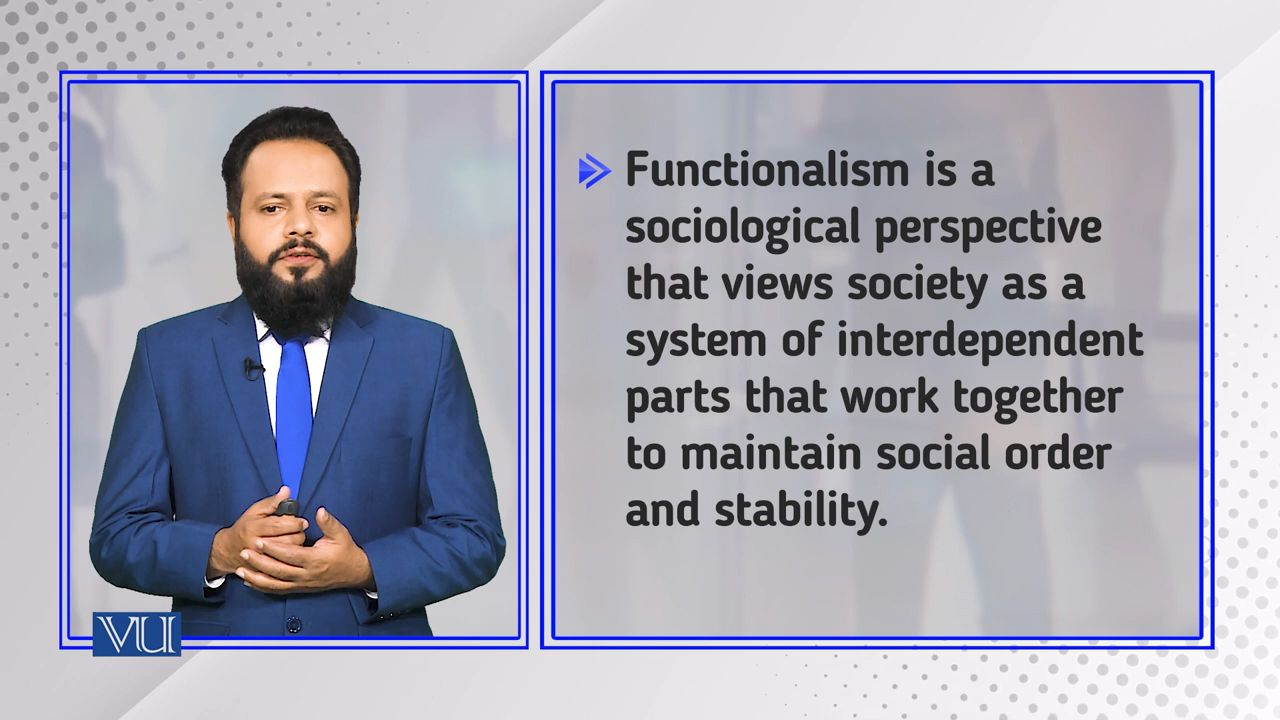 Functionalism is a
sociological perspective
that views society as a
system of interdependent
parts that work together
to maintain social order
and stability.
VU